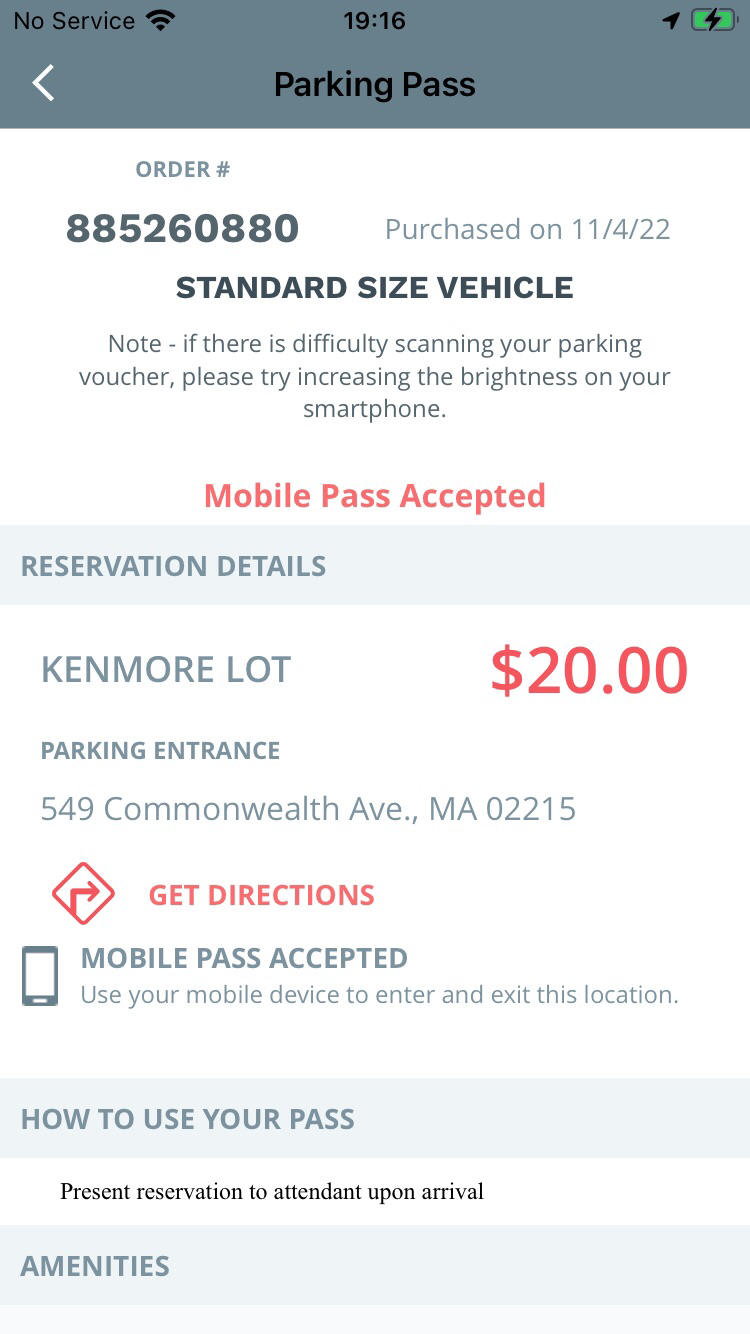 No Service
19:16
Parking Pass
ORDER #
885260880
Purchased on 11/4/22
STANDARD SIZE VEHICLE
Note - if there is difficulty scanning your parking
voucher, please try increasing the brightness on your
smartphone.
Mobile Pass Accepted
RESERVATION DETAILS
KENMORE LOT
$20.00
PARKING ENTRANCE
549 Commonwealth Ave., MA 02215
GET DIRECTIONS
MOBILE PASS ACCEPTED
Use your mobile device to enter and exit this location.
HOW TO USE YOUR PASS
Present reservation to attendant upon arrival
AMENITIES